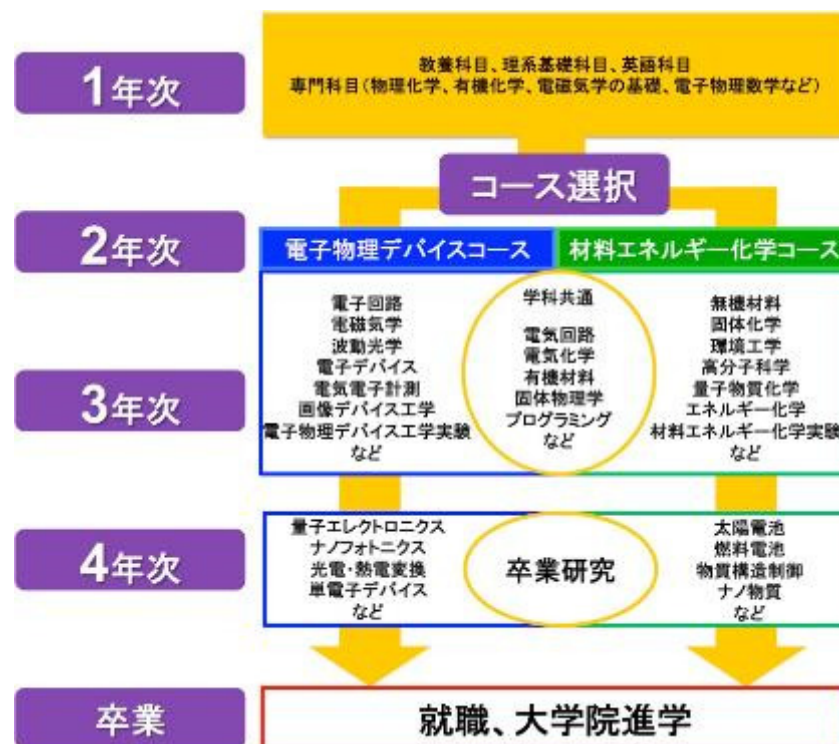 1年次
教養科目、理系基礎科目、英語科目
専門科目(物理化学、有機化学、電磁気学の基礎、電子物理数学など)
コース選択
2年次
電子物理デバイスコース
材料エネルギー化学コース
3年次
電子回路
電磁気学
波動光学
電子デバイス
電気電子計測
画像デバイス工学
電子物理デバイス工学実験
など
学科共通
電気回路
電気化学
有機材料
固体物理学
プログラミング
など
無機材料
固体化学
環境工学
高分子科学
量子物質化学
エネルギー化学
材料エネルギー化学実験
など
4年次
量子エレクトロニクス
ナノフォトニクス
光電・熱電変換
単電子デバイス
など
卒業研究
太陽電池
燃料電池
物質構造制御
ナノ物質
など
卒業
就職、大学院進学